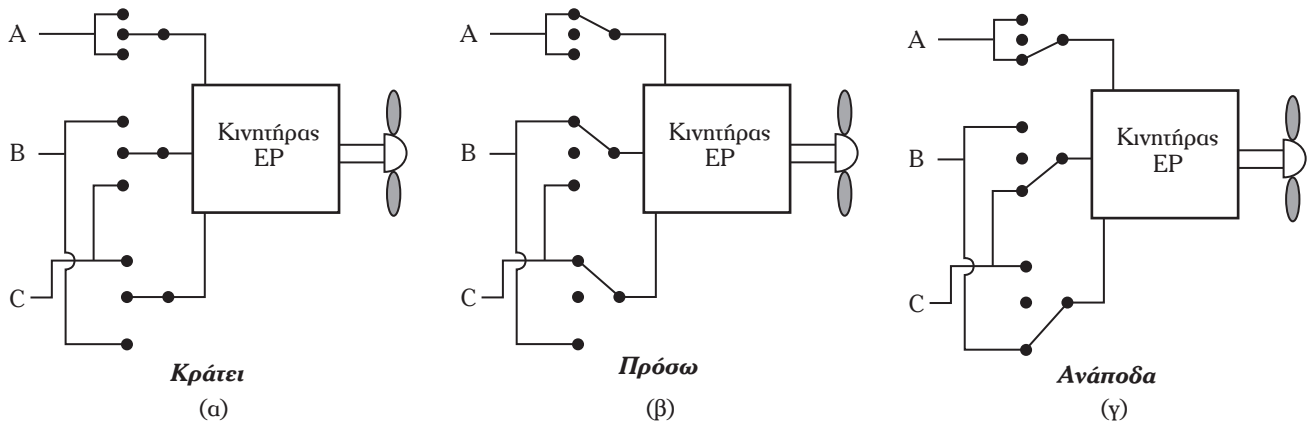 A
B
C
Κινητήρας
ΕΡ
Κράτει
(α)
A
B
C
Κινητήρας
ΕΡ
Πρόσω
(β)
A
B
C
Κινητήρας
ΕΡ
Ανάποδα
(γ)